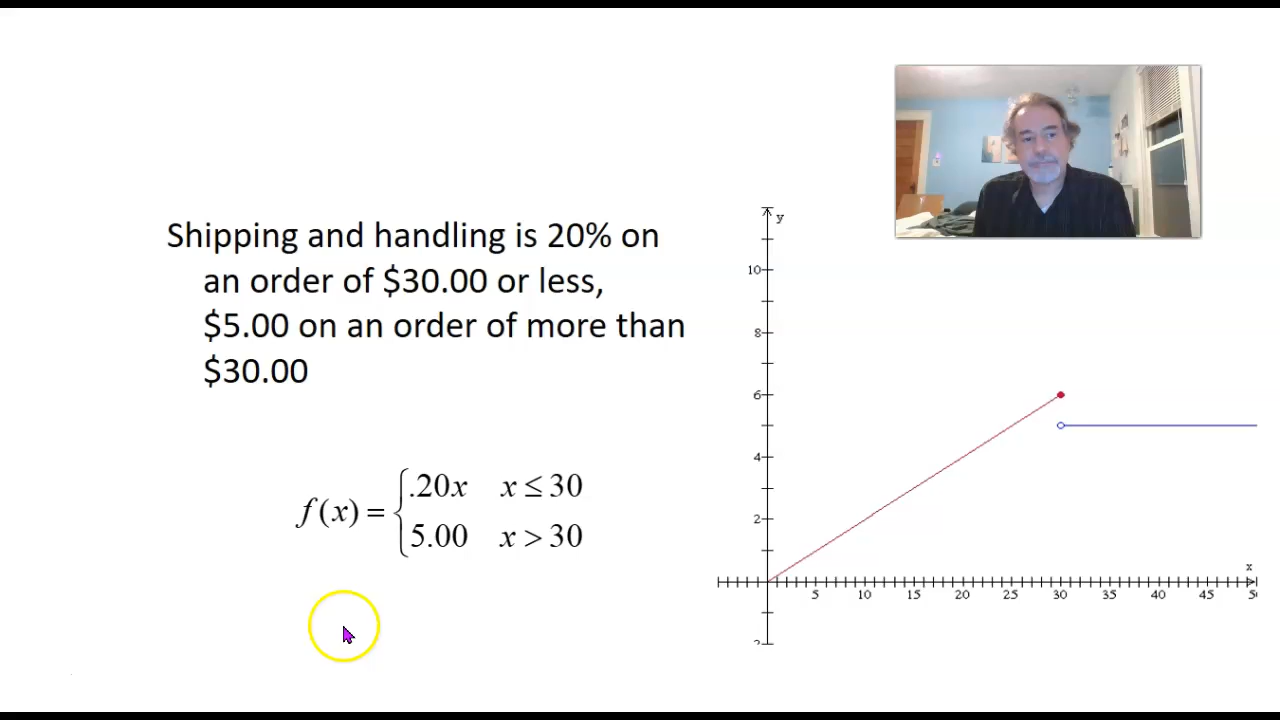 Shipping and handling is 20% on
an order of $30.00 or less,
$5.00 on an order of more than
$30.00
f(x) = { .20x x ≤ 30
5.00 x > 30
y
10
8
6
4
2
x
5 10 15 20 25 30 35 40 45